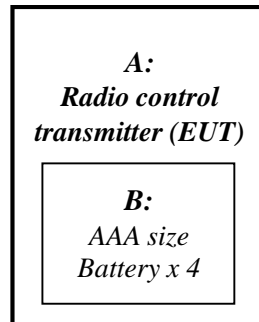 A:
Radio control
transmitter (EUT)
B:
AAA size
Battery x 4